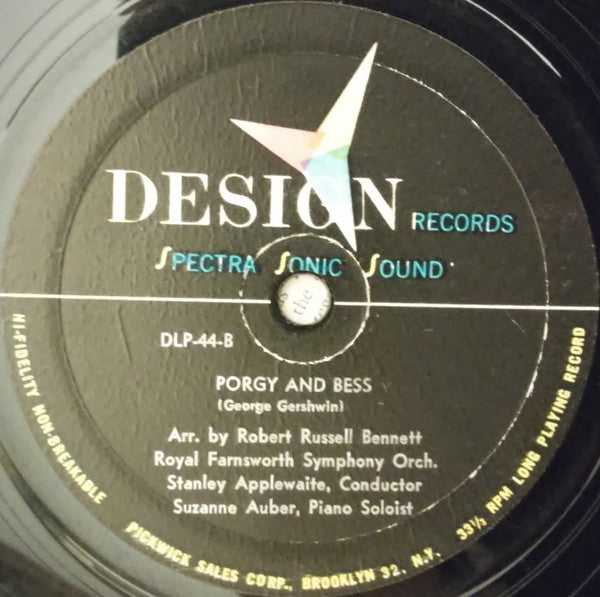 DESIGN RECORDS
SPECTRA SONIC SOUND
the
DLP-44-B
PORGY AND BESS
(George Gershwin)
Arr. by Robert Russell Bennett
Royal Farnsworth Symphony Orch.
Stanley Applewaite, Conductor
Suzanne Auber, Piano Soloist
HI-FIDELITY NON-BREAKABLE
PICKWICK SALES CORP., BROOKLYN 32, N.Y.
33⅓ RPM LONG PLAYING RECORD